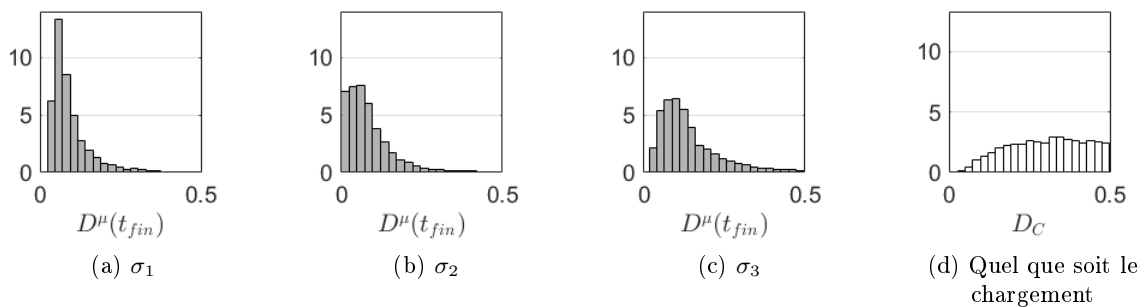 10
5
0
0
0.5
D^μ(t_fin)
(a) σ₁
10
5
0
0
0.5
D^μ(t_fin)
(b) σ₂
10
5
0
0
0.5
D^μ(t_fin)
(c) σ₃
10
5
0
0
0.5
D_C
(d) Quel que soit le
chargement